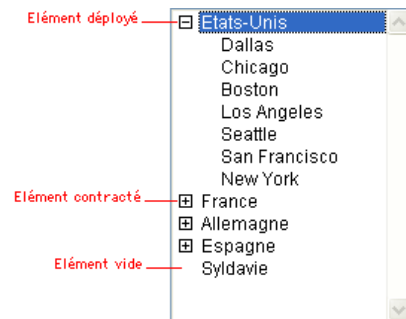 Elément déployé
Etats-Unis
Dallas
Chicago
Boston
Los Angeles
Seattle
San Francisco
New York
Elément contracté
France
Allemagne
Espagne
Elément vide
Syldavie